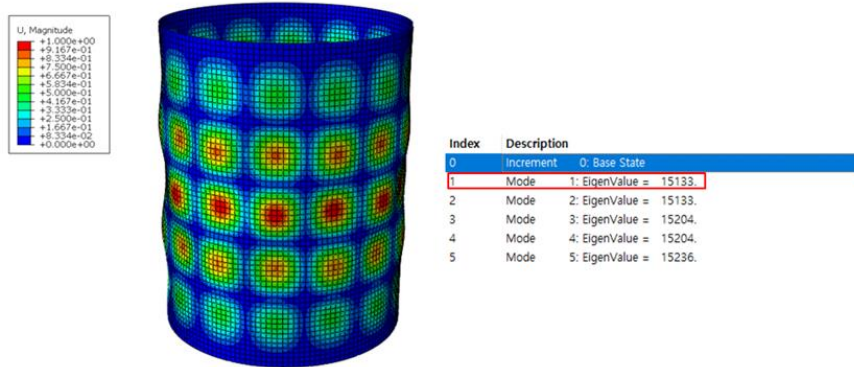 U, Magnitude
+1.000e+00
+9.167e-01
+8.334e-01
+7.500e-01
+6.667e-01
+5.834e-01
+5.000e-01
+4.167e-01
+3.333e-01
+2.500e-01
+1.667e-01
+8.334e-02
+0.000e+00
Index Description
0 Increment 0: Base State
1 Mode 1: EigenValue = 15133.
2 Mode 2: EigenValue = 15133.
3 Mode 3: EigenValue = 15204.
4 Mode 4: EigenValue = 15204.
5 Mode 5: EigenValue = 15236.